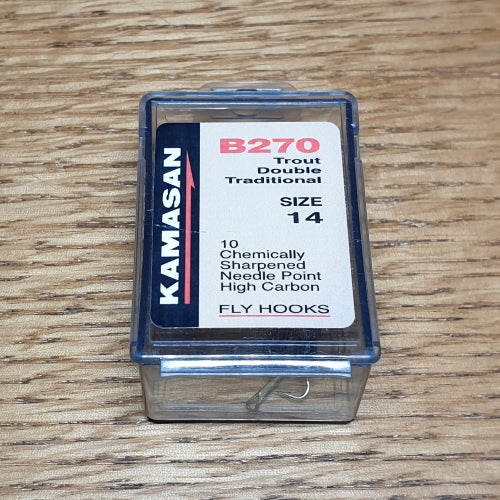 KAMASAN
B270
Trout
Double
Traditional
SIZE
14
10
Chemically
Sharpened
Needle Point
High Carbon
FLY HOOKS